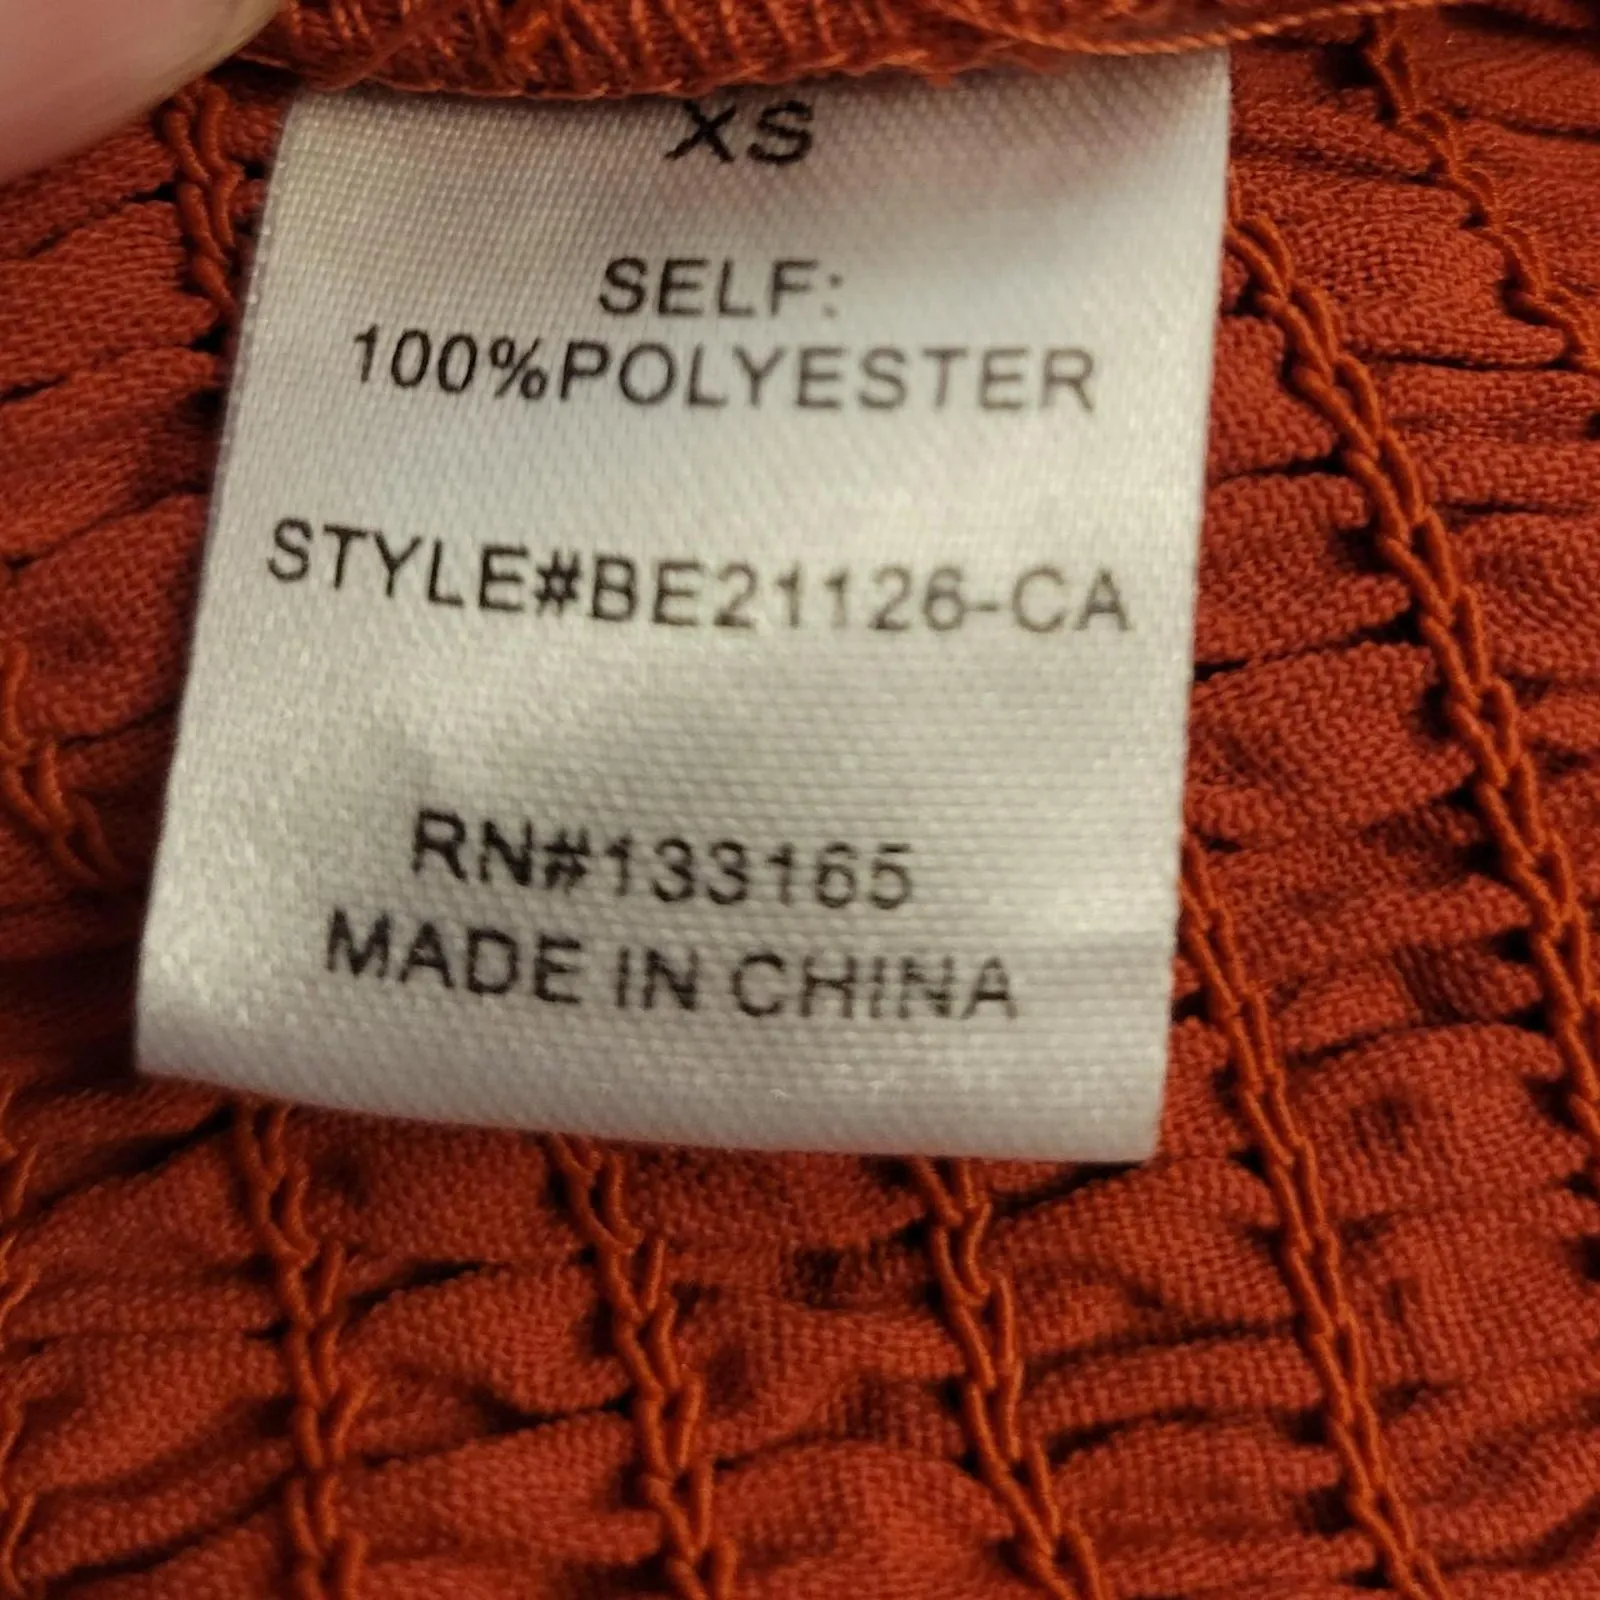 XS
SELF:
100%POLYESTER
STYLE#BE21126-CA
RN#133165
MADE IN CHINA